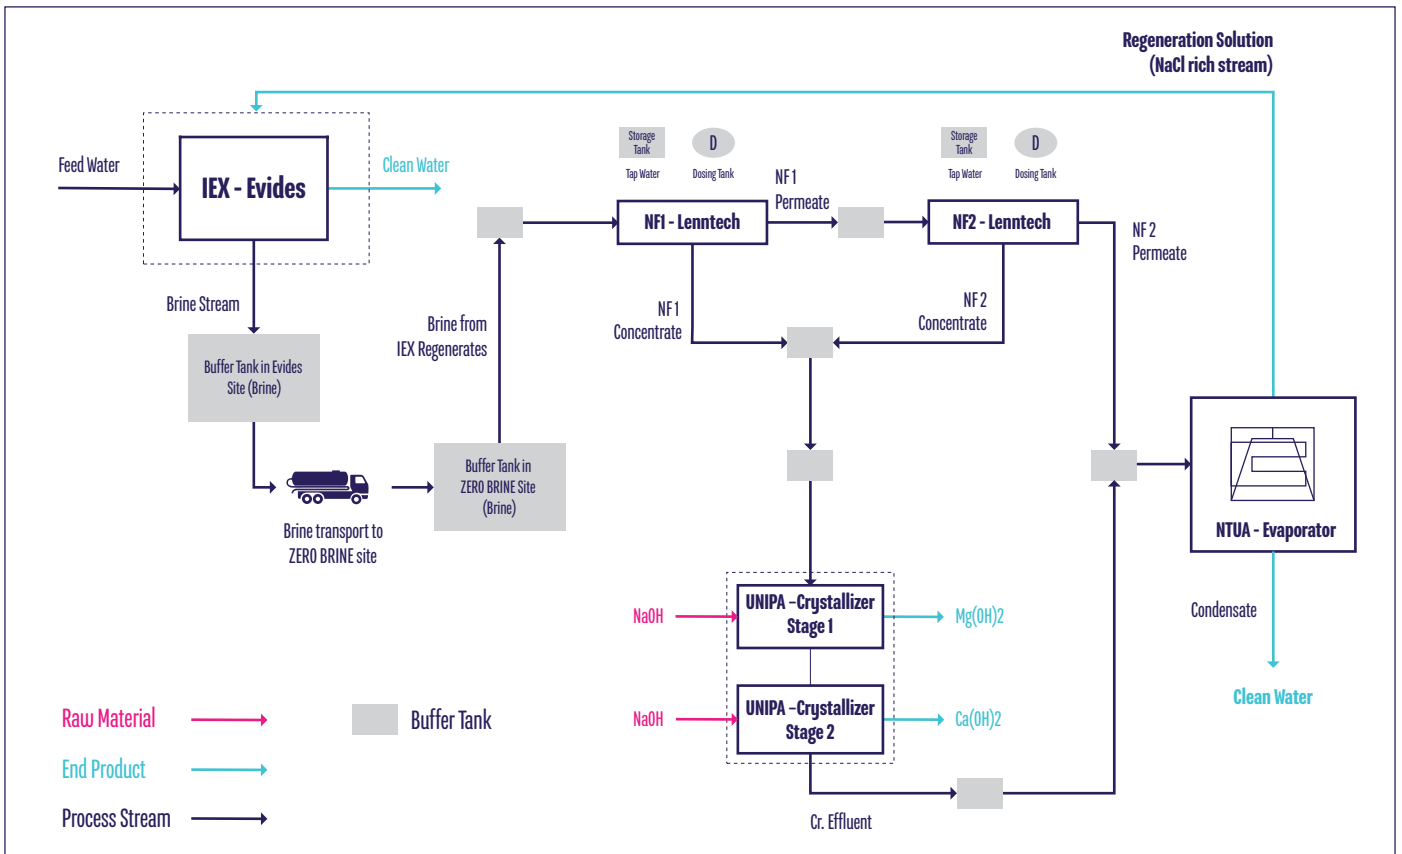 Regeneration Solution
(NaCl rich stream)
Feed Water
IEX - Evides
Clean Water
Storage
Tank
Tap Water
D
Dosing Tank
NF1 - Lenntech
NF 1
Permeate
Storage
Tank
Tap Water
D
Dosing Tank
NF2 - Lenntech
NF 2
Permeate
Brine Stream
Buffer Tank in Evides
Site (Brine)
Brine transport to
ZERO BRINE site
Buffer Tank in
ZERO BRINE Site
(Brine)
Brine from
IEX Regenerates
NF 1
Concentrate
NF 2
Concentrate
NTUA - Evaporator
Condensate
Clean Water
NaOH
UNIPA –Crystallizer
Stage 1
Mg(OH)2
NaOH
UNIPA –Crystallizer
Stage 2
Ca(OH)2
Cr. Effluent
Raw Material
End Product
Process Stream
Buffer Tank